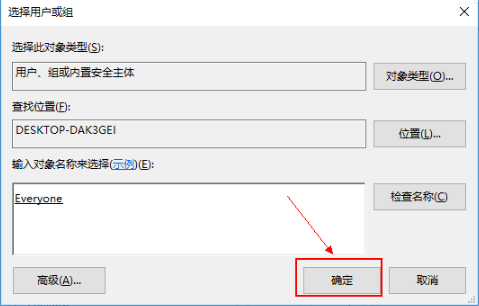 选择用户或组
选择此对象类型(S):
用户、组或内置安全主体
对象类型(O)...
查找位置(F):
DESKTOP-DAK3GEI
位置(L)...
输入对象名称来选择(示例)(E):
Everyone
检查名称(C)
高级(A)...
确定
取消